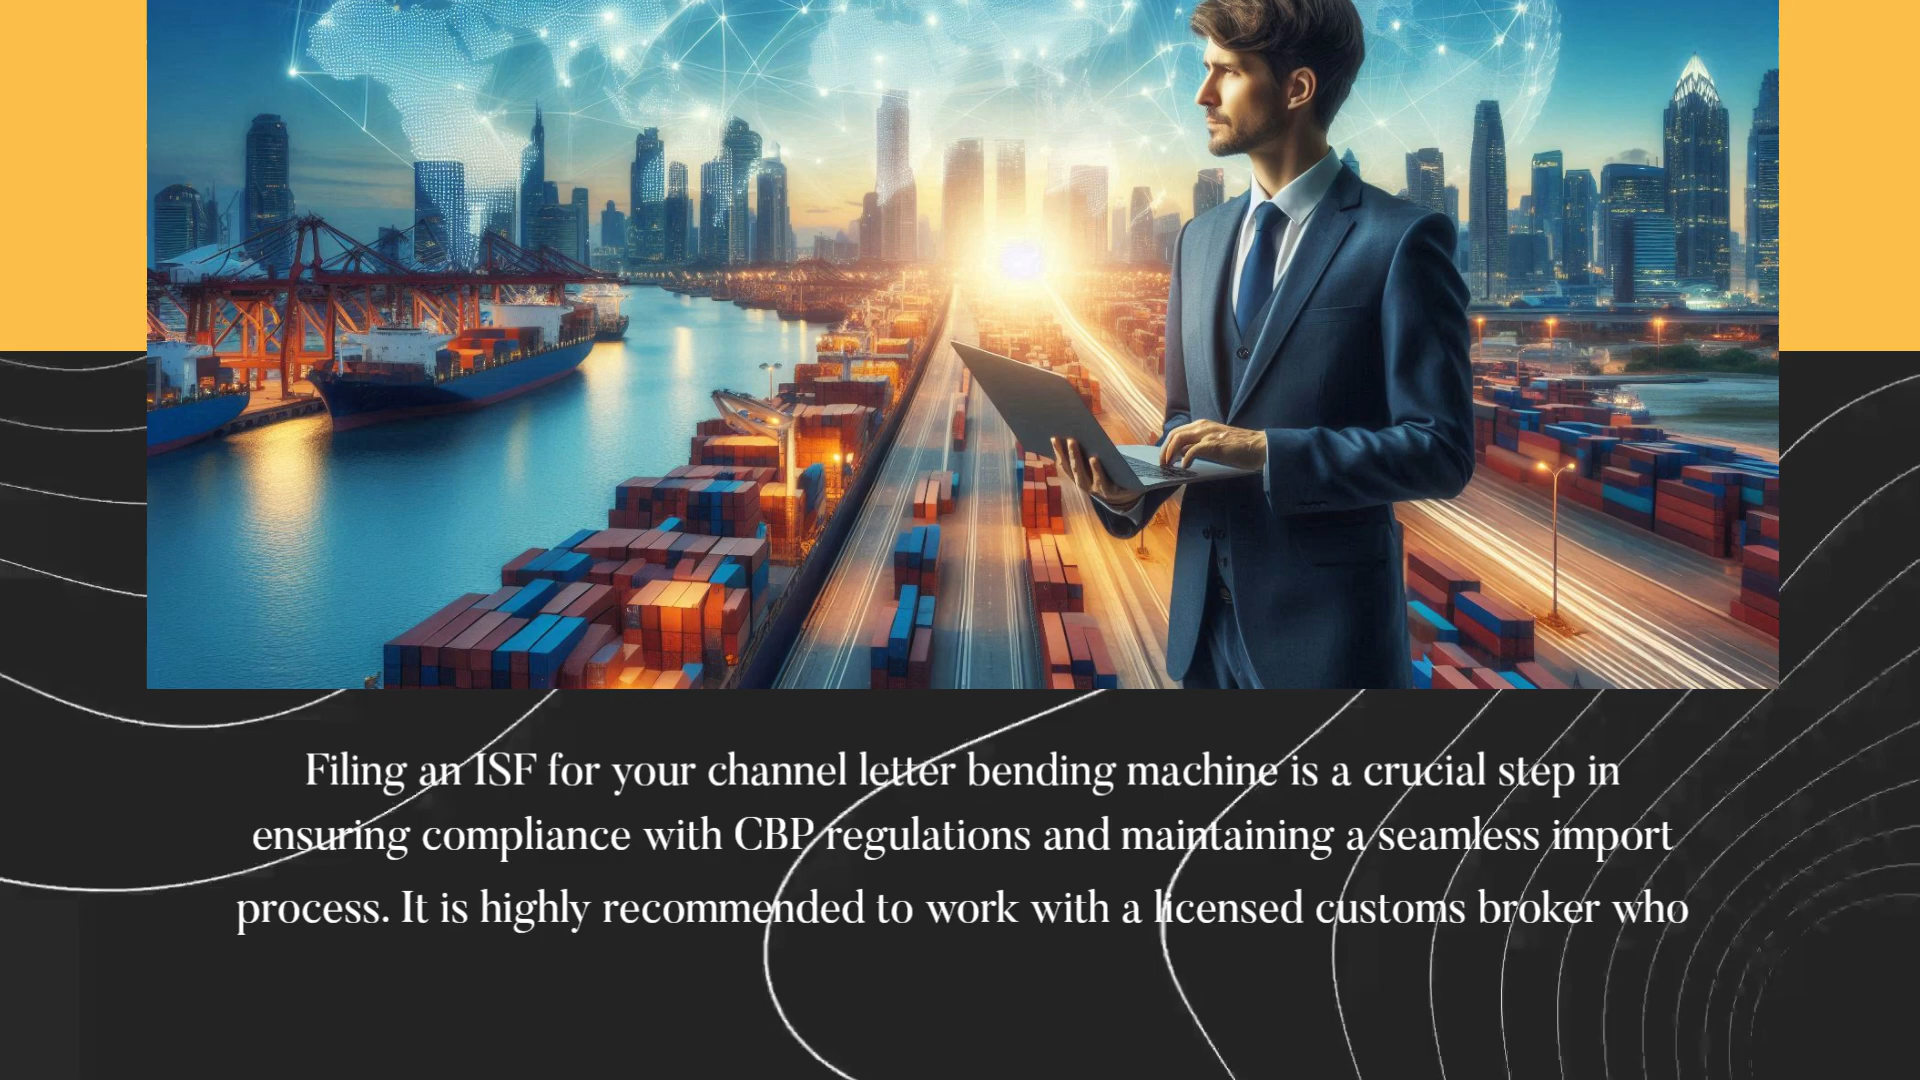 Filing an ISF for your channel letter bending machine is a crucial step in
ensuring compliance with CBP regulations and maintaining a seamless import
process. It is highly recommended to work with a licensed customs broker who